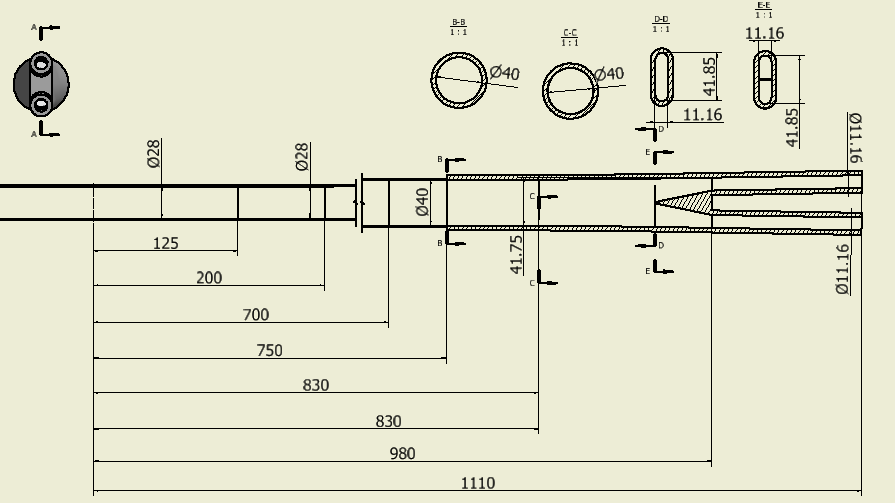 A
A
B-B
1 : 1
Ø40
C-C
1 : 1
Ø40
D-D
1 : 1
41.85
11.16
E-E
1 : 1
11.16
41.85
Ø28
Ø28
B
B
Ø40
C
C
41.75
D
D
E
E
Ø11.16
Ø11.16
125
200
700
750
830
830
980
1110